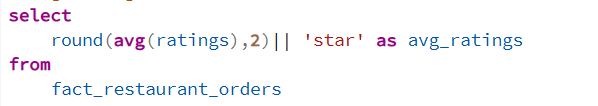 select
    round(avg(ratings),2)|| 'star' as avg_ratings
from
    fact_restaurant_orders